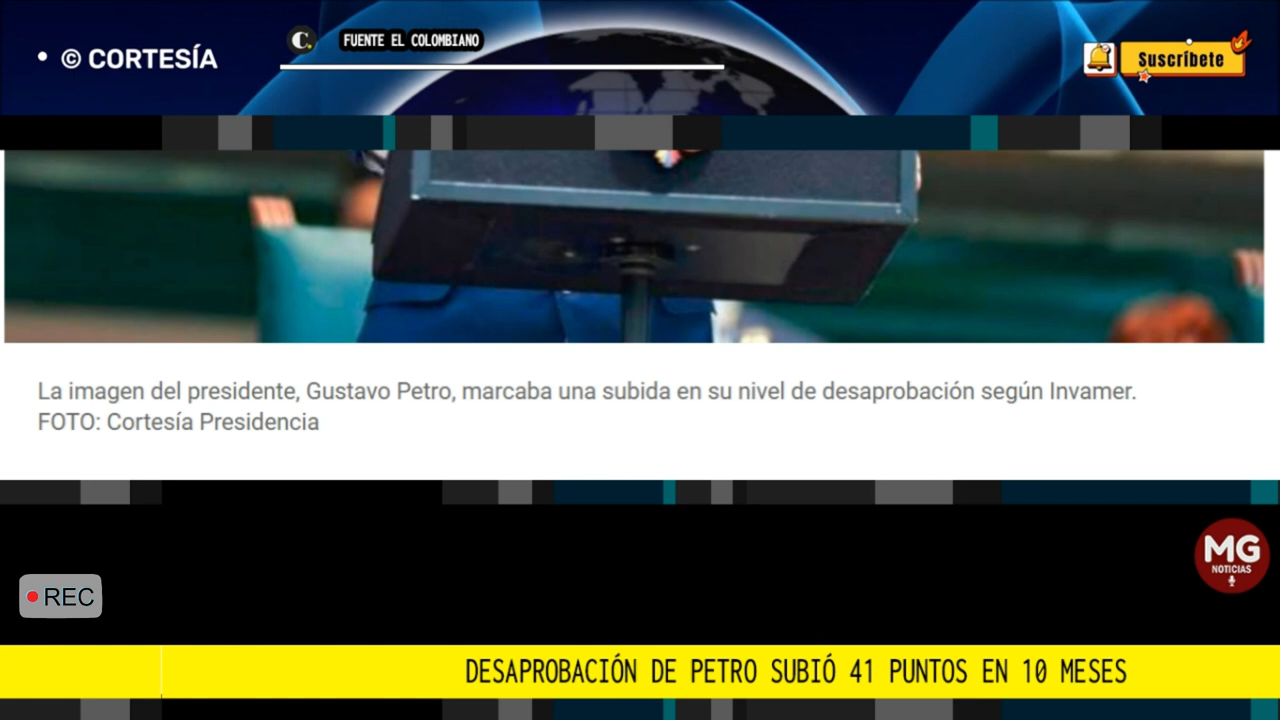 • © CORTESÍA
C.
FUENTE EL COLOMBIANO
Suscríbete
La imagen del presidente, Gustavo Petro, marcaba una subida en su nivel de desaprobación según Invamer.
FOTO: Cortesía Presidencia
MG
NOTICIAS
REC
DESAPROBACIÓN DE PETRO SUBIÓ 41 PUNTOS EN 10 MESES